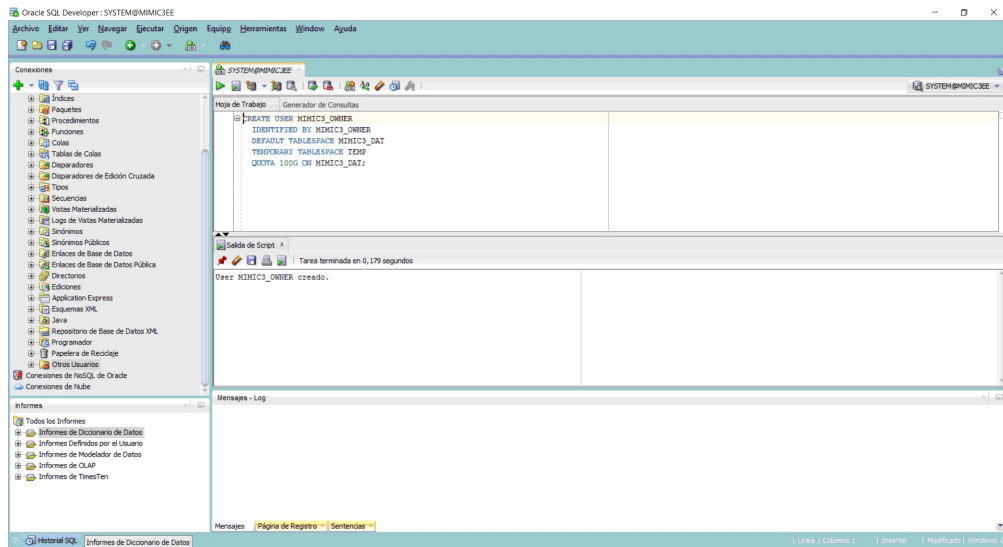 Oracle SQL Developer : SYSTEM@MIMIC3EE
Archivo Editar Ver Navegar Ejecutar Origen Equipo Herramientas Window Ayuda
Conexiones
Índices
Paquetes
Procedimientos
Funciones
Colas
Tablas de Colas
Disparadores
Disparadores de Edición Cruzada
Tipos
Secuencias
Vistas Materializadas
Logs de Vistas Materializadas
Sinónimos
Sinónimos Públicos
Enlaces de Base de Datos
Enlaces de Base de Datos Pública
Directorios
Ediciones
Application Express
Esquemas XML
Java
Repositorio de Base de Datos XML
Programador
Papelera de Reciclaje
Otros Usuarios
Conexiones de NoSQL de Oracle
Conexiones de Nube
Informes
Todos los Informes
Informes de Diccionario de Datos
Informes Definidos por el Usuario
Informes de Modelador de Datos
Informes de OLAP
Informes de TimesTen
SYSTEM@MIMIC3EE
SYSTEM@MIMIC3EE
Hoja de Trabajo Generador de Consultas
CREATE USER MIMIC3_OWNER
IDENTIFIED BY MIMIC3_OWNER
DEFAULT TABLESPACE MIMIC3_DAT
TEMPORARY TABLESPACE TEMP
QUOTA 100G ON MIMIC3_DAT;
Salida de Script x
Tarea terminada en 0,179 segundos
User MIMIC3_OWNER creado.
Mensajes - Log
Mensajes Página de Registro Sentencias
Historial SQL Informes de Diccionario de Datos
Línea 1 Columna 1 | Insertar | Modificado | Windows: